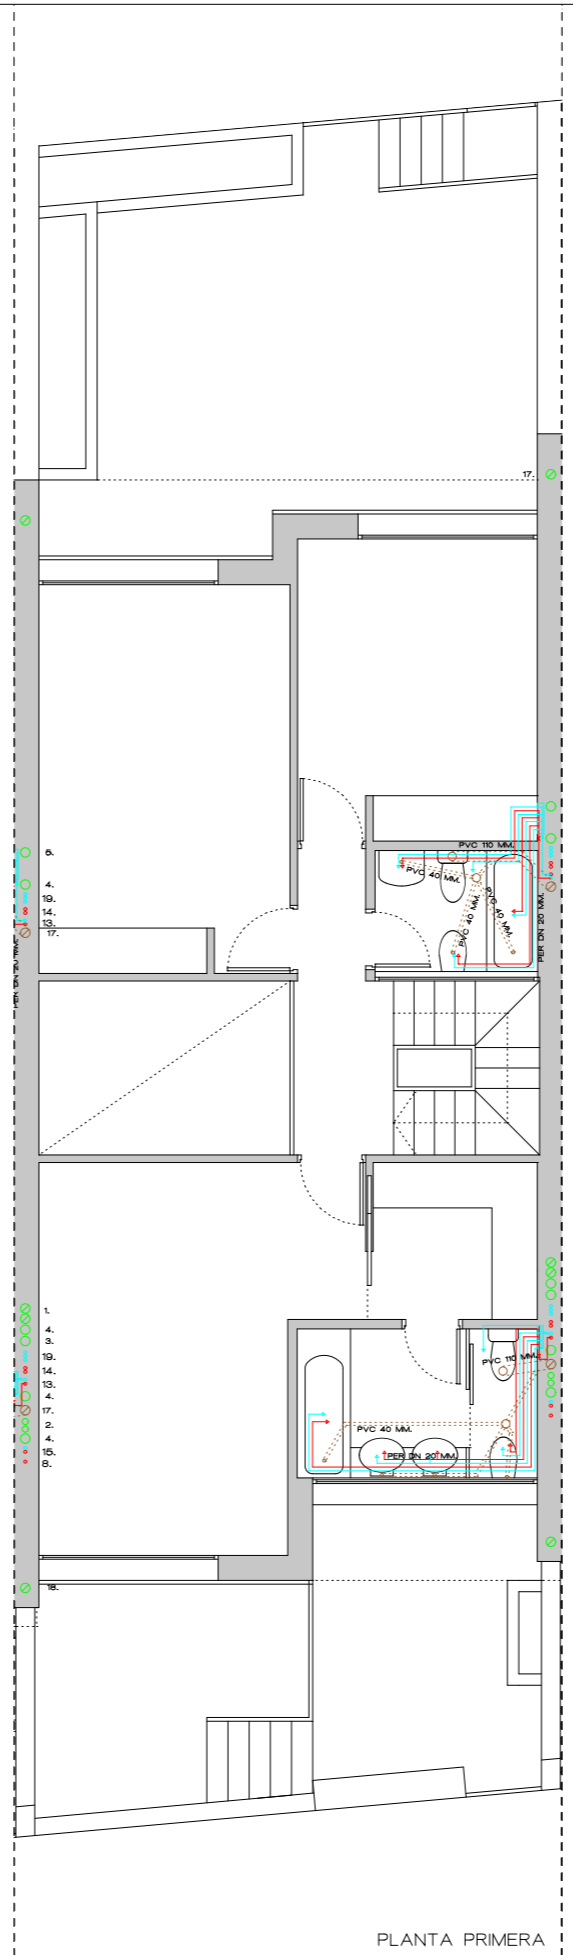 17.
5.
4.
19.
14.
13.
17.
PER DN 20 MM.
PVC 110 MM.
PVC 40 MM.
PVC 40 MM.
PVC 40 MM.
PER DN 20 MM.
1.
4.
3.
19.
14.
13.
4.
17.
2.
4.
15.
8.
PVC 110 MM.
PVC 40 MM.
PER DN 20 MM.
18.
PLANTA PRIMERA